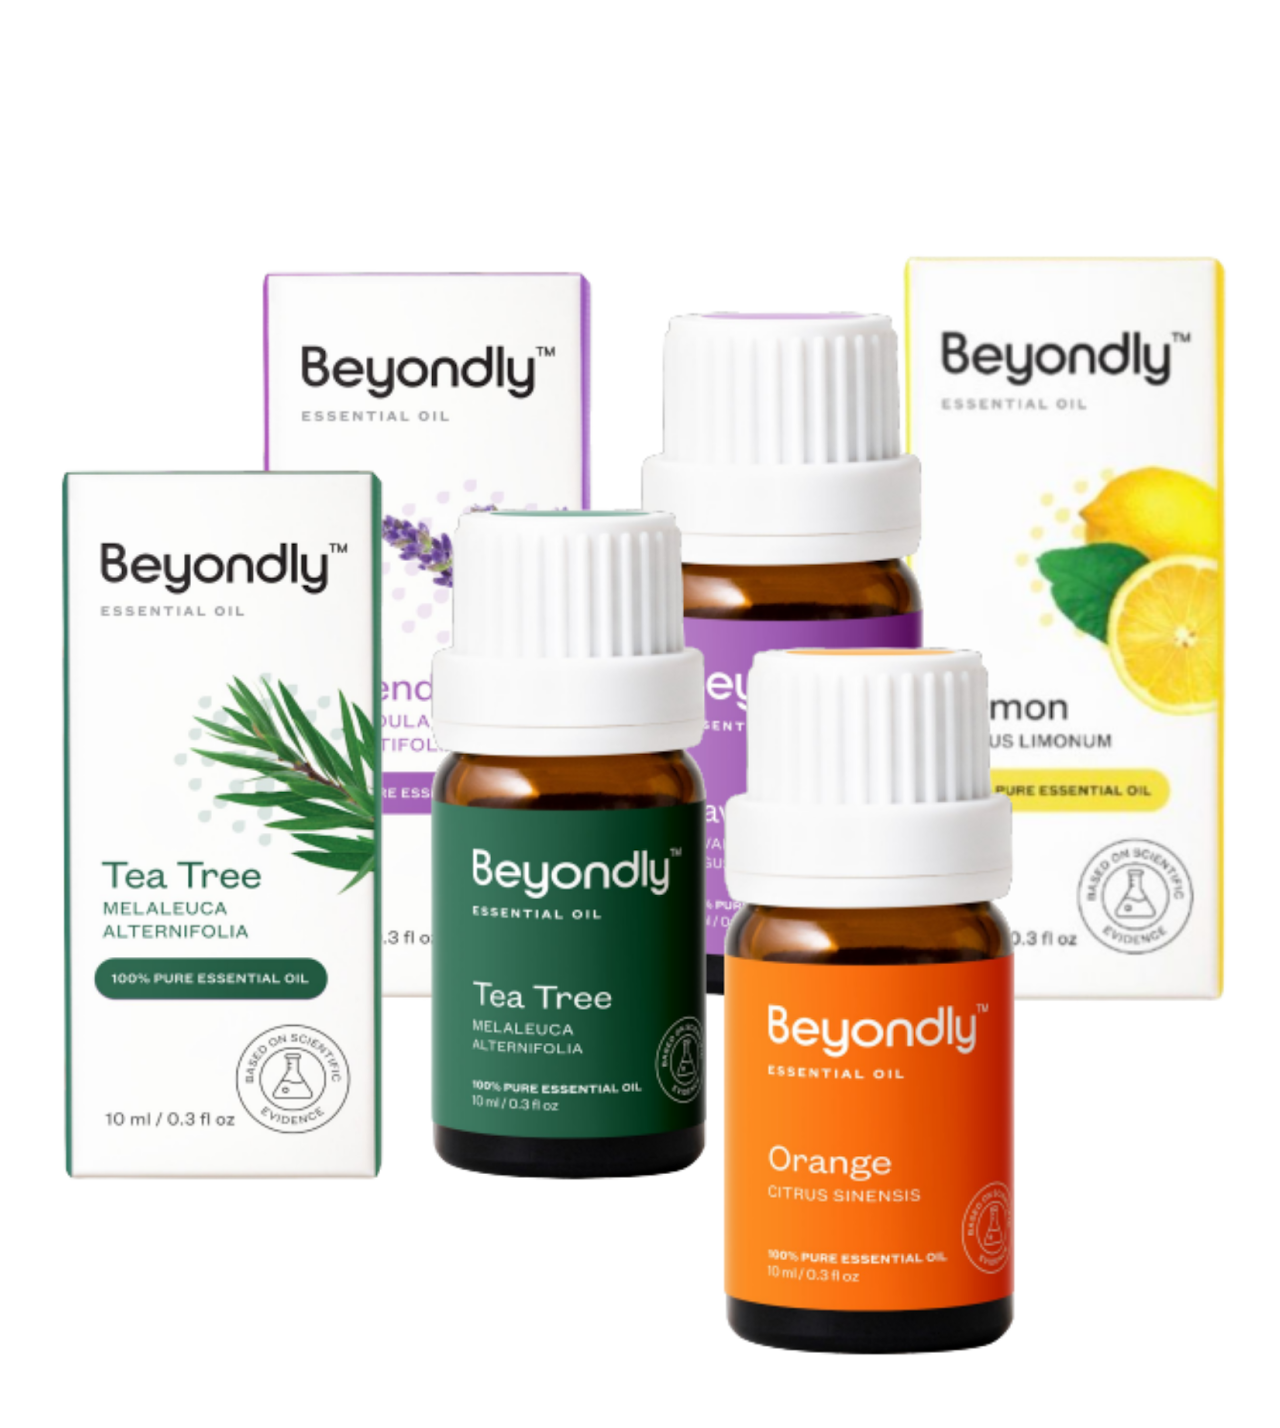 Beyondly™
ESSENTIAL OIL
Beyondly™
ESSENTIAL OIL
mon
US LIMONUM
PURE ESSENTIAL OIL
0.3 fl oz
BASED ON SCIENTIFIC
EVIDENCE
Beyondly™
ESSENTIAL OIL
Tea Tree
MELALEUCA
ALTERNIFOLIA
100% PURE ESSENTIAL OIL
10 ml / 0.3 fl oz
BASED ON SCIENTIFIC
EVIDENCE
Beyondly™
ESSENTIAL OIL
Tea Tree
MELALEUCA
ALTERNIFOLIA
100% PURE ESSENTIAL OIL
10 ml / 0.3 fl oz
Beyondly™
ESSENTIAL OIL
Orange
CITRUS SINENSIS
100% PURE ESSENTIAL OIL
10 ml / 0.3 fl oz